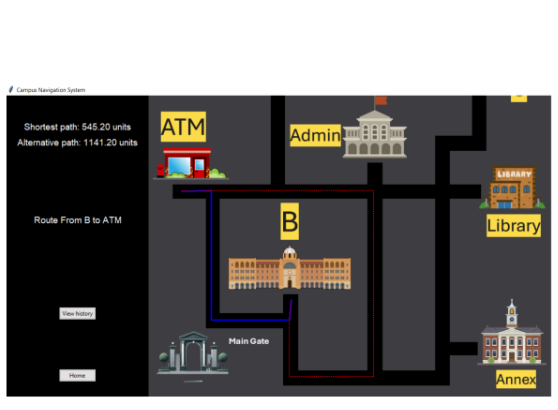 Campus Navigation System
Shortest path: 545.20 units
Alternative path: 1141.20 units
Route From B to ATM
View history
Home
ATM
Admin
LIBRARY
Library
B
Main Gate
Annex